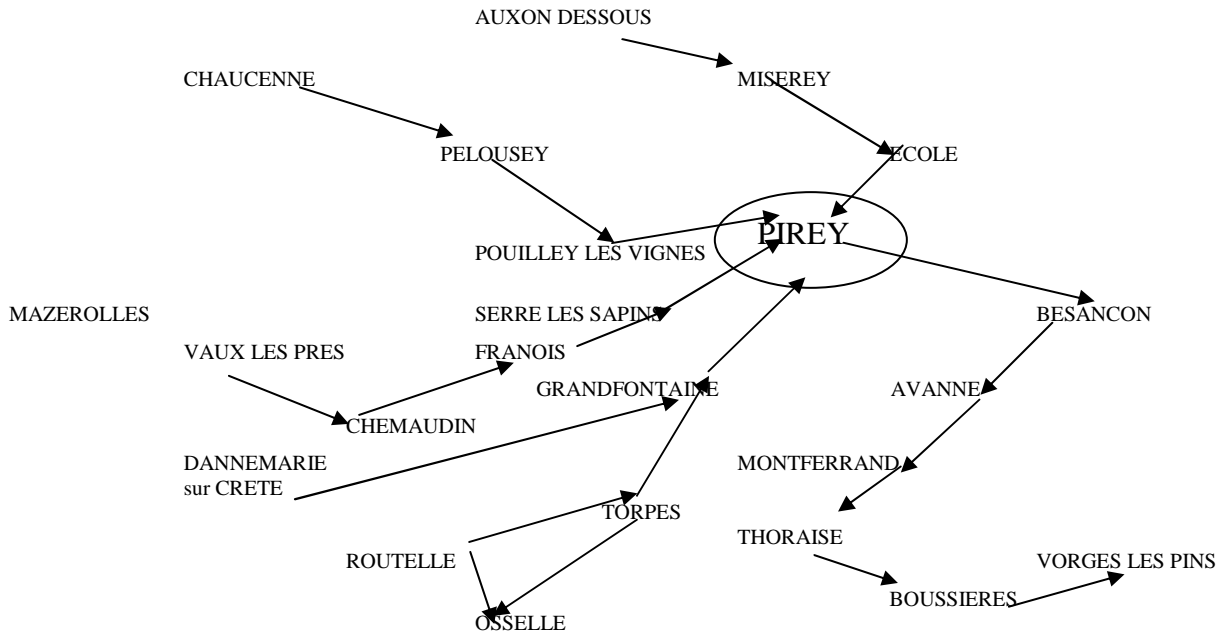 AUXON DESSOUS
CHAUCENNE
MISEREY
PELOUSEY
ECOLE
PIREY
POUILLEY LES VIGNES
MAZEROLLES
SERRE LES SAPINS
BESANCON
VAUX LES PRES
FRANOIS
GRANDFONTAINE
AVANNE
CHEMAUDIN
DANNEMARIE
sur CRETE
MONTFERRAND
TORPES
THORAISE
ROUTELLE
VORGES LES PINS
BOUSSIERES
OSSELLE